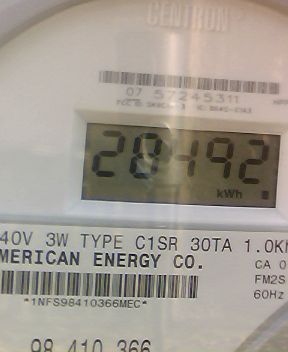 CENTRON
07 57245311
28492
kWh
40V 3W TYPE C1SR 30TA 1.0K
MERICAN ENERGY CO.
CA 0
FM2S
60Hz
*1NFS98410366MEC*
98 410 366